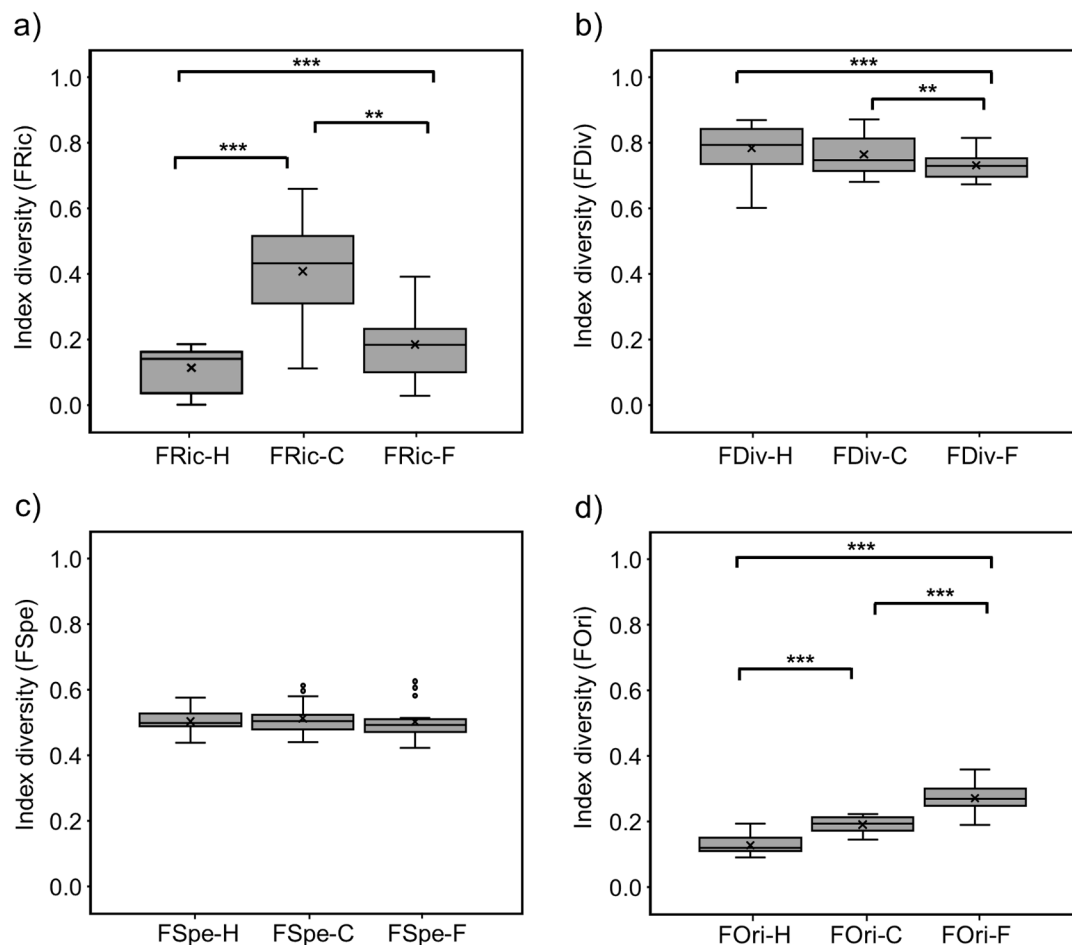 a)
Index diversity (FRic)
1.0
0.8
0.6
0.4
0.2
0.0
***
**
***
FRic-H FRic-C FRic-F
b)
Index diversity (FDiv)
1.0
0.8
0.6
0.4
0.2
0.0
***
**
FDiv-H FDiv-C FDiv-F
c)
Index diversity (FSpe)
1.0
0.8
0.6
0.4
0.2
0.0
FSpe-H FSpe-C FSpe-F
d)
Index diversity (FOri)
1.0
0.8
0.6
0.4
0.2
0.0
***
***
***
FOri-H FOri-C FOri-F